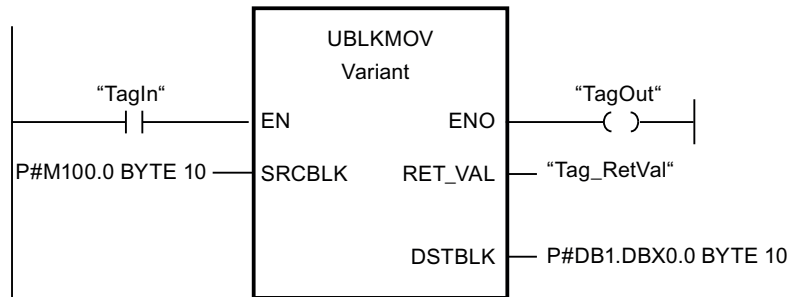 UBLKMOV
Variant
“TagIn“
“TagOut“
EN
ENO
P#M100.0 BYTE 10
SRCBLK
RET_VAL
“Tag_RetVal“
DSTBLK
P#DB1.DBX0.0 BYTE 10